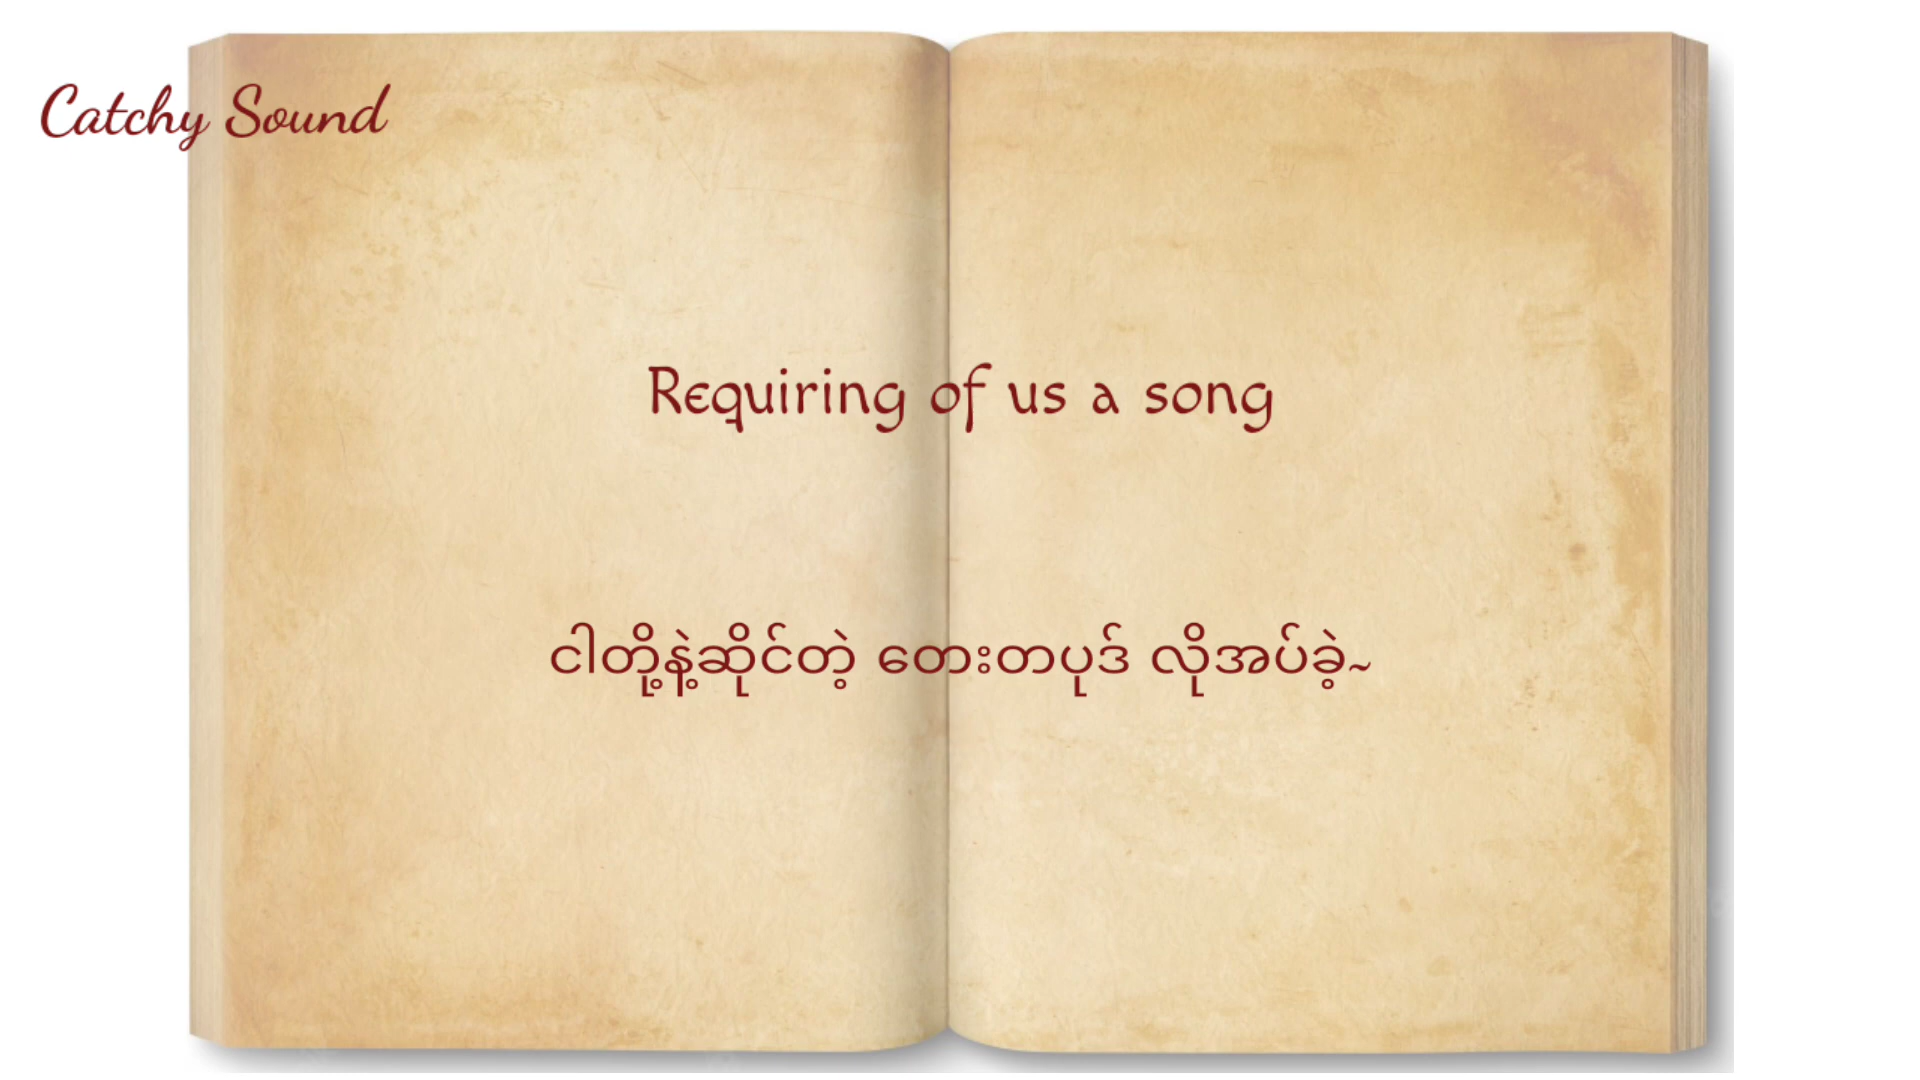 Catchy Sound
Requiring of us a song
ငါတို့နဲ့ဆိုင်တဲ့ တေးတပုဒ် လိုအပ်ခဲ့~